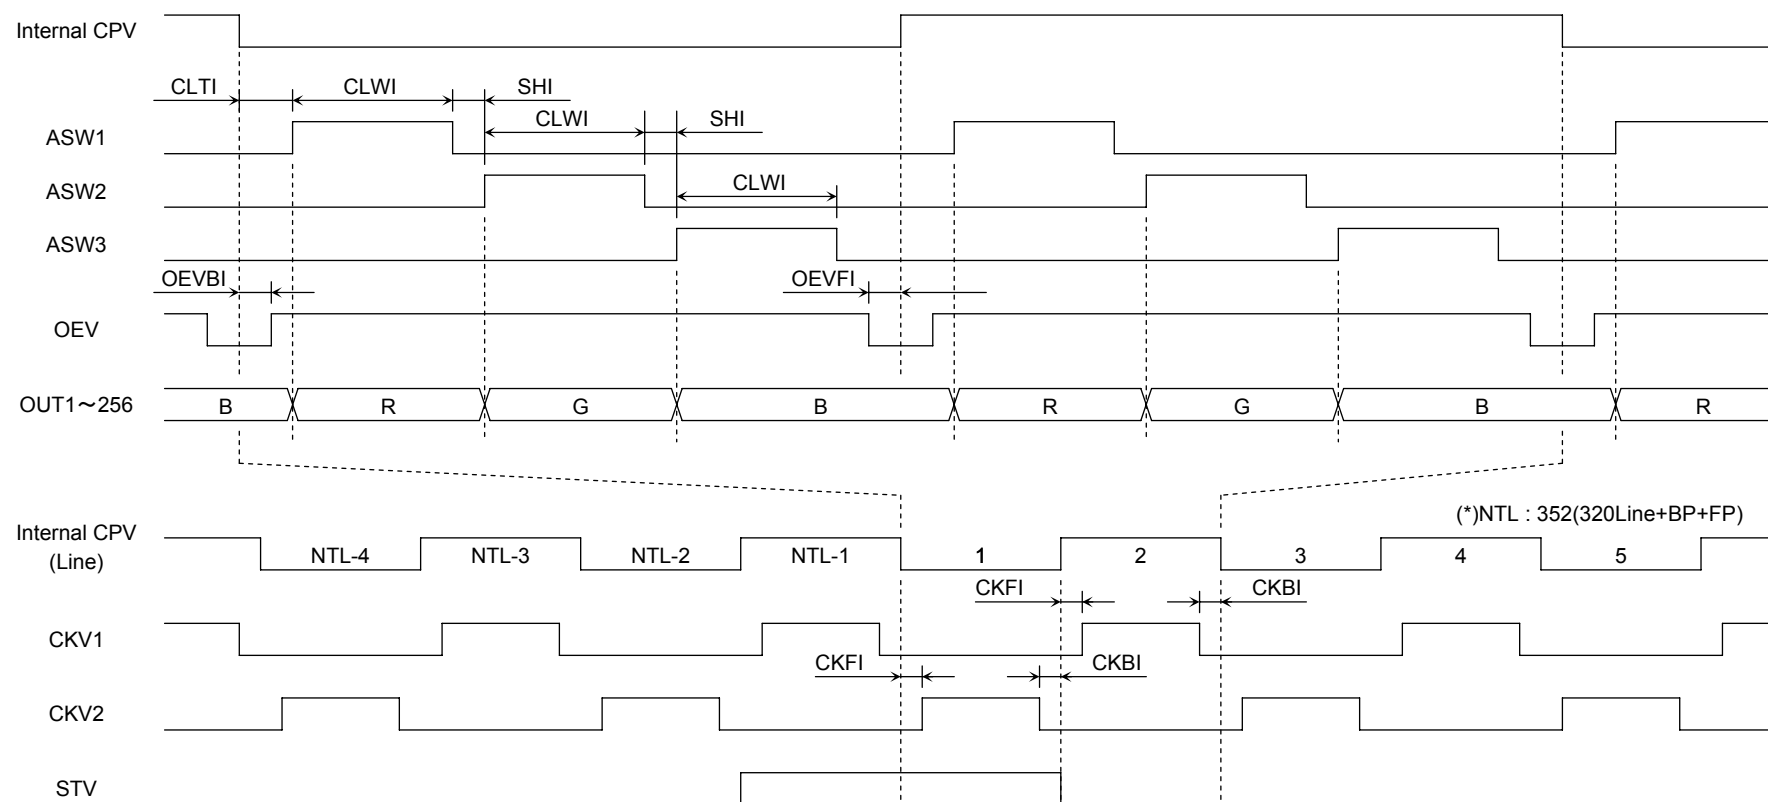 Internal CPV
CLTI CLWI SHI
CLWI SHI
ASW1
ASW2
CLWI
ASW3
OEVBI OEVFI
OEV
OUT1～256 B R G B R G B R
(*)NTL : 352(320Line+BP+FP)
Internal CPV
(Line)
NTL-4 NTL-3 NTL-2 NTL-1 1 2 3 4 5
CKFI CKBI
CKV1
CKFI CKBI
CKV2
STV